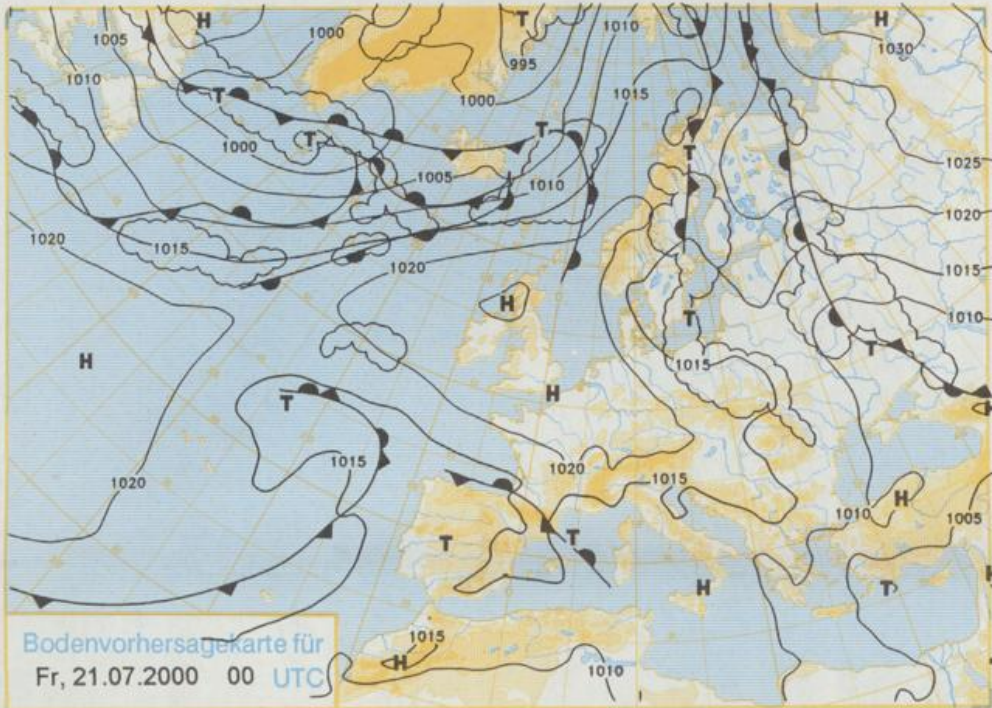 H T H
1005 1000 1010 1030
995
1010 T 1000 1015
1000 T T T 1025
1005 1010
1020 1015 1020 1020
1015
H T 1010
H 1015 T
T H H
1020 1015 1020 1015
1010 H 1005
T T
H T H
Bodenvorhersagekarte für
Fr, 21.07.2000 00 UTC
1015
H 1010